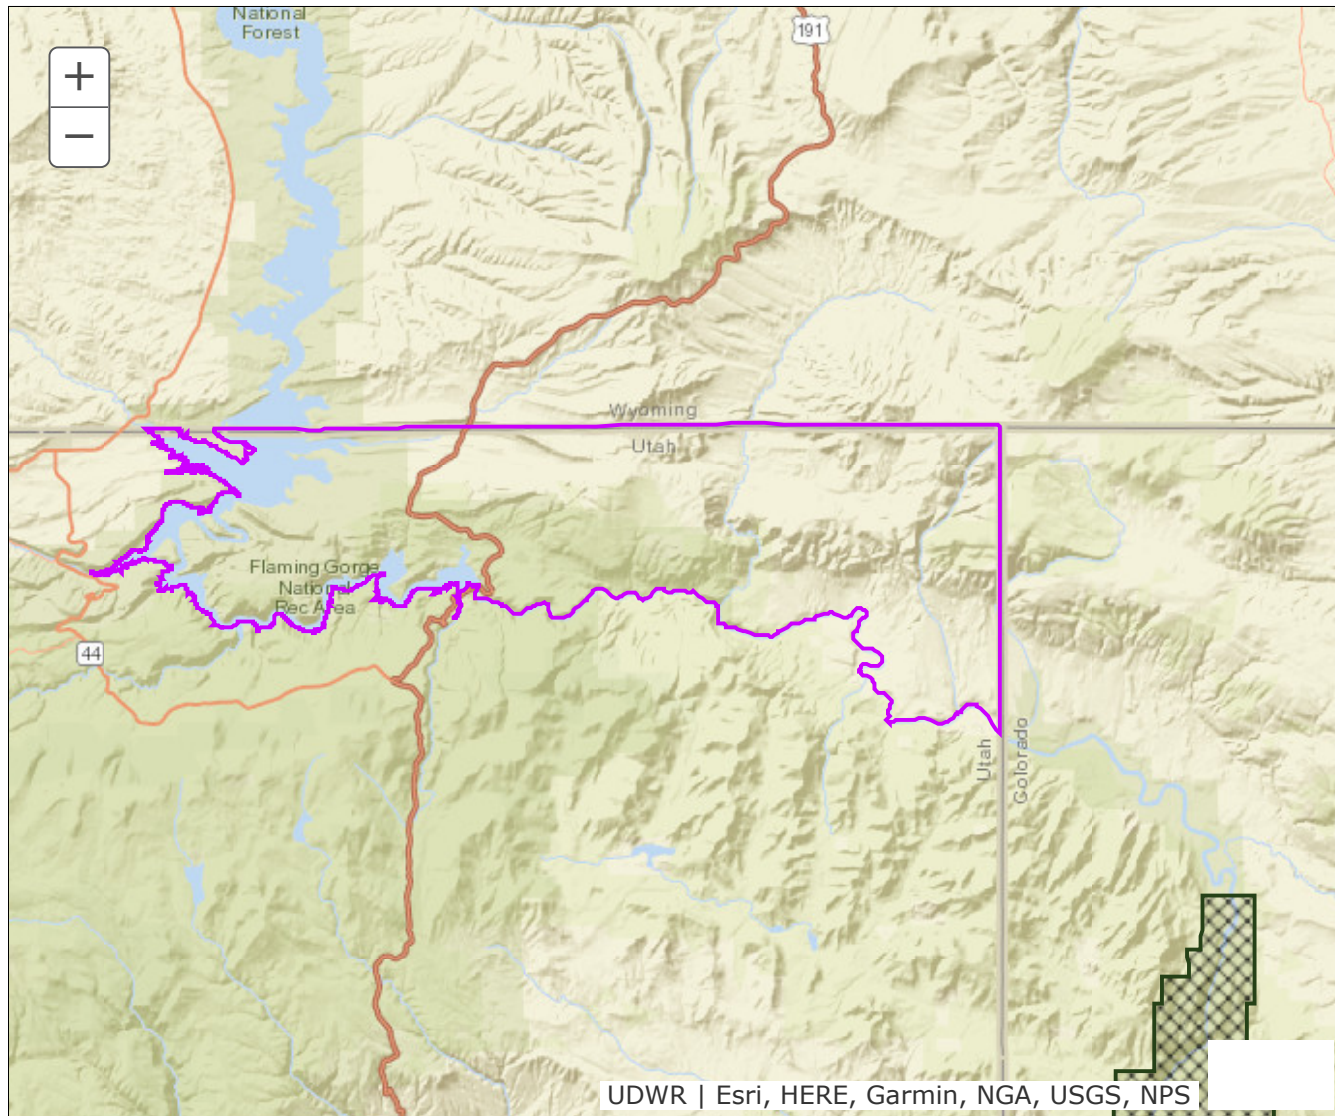 National
Forest
191
+
−
Wyoming
Utah
Flaming Gorge
National
Rec Area
44
Utah
Colorado
UDWR | Esri, HERE, Garmin, NGA, USGS, NPS